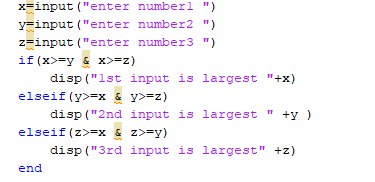 x=input("enter number1 ")
y=input("enter number2 ")
z=input("enter number3 ")
if(x>=y & x>=z)
disp("1st input is largest "+x)
elseif(y>=x & y>=z)
disp("2nd input is largest " +y )
elseif(z>=x & z>=y)
disp("3rd input is largest" +z)
end